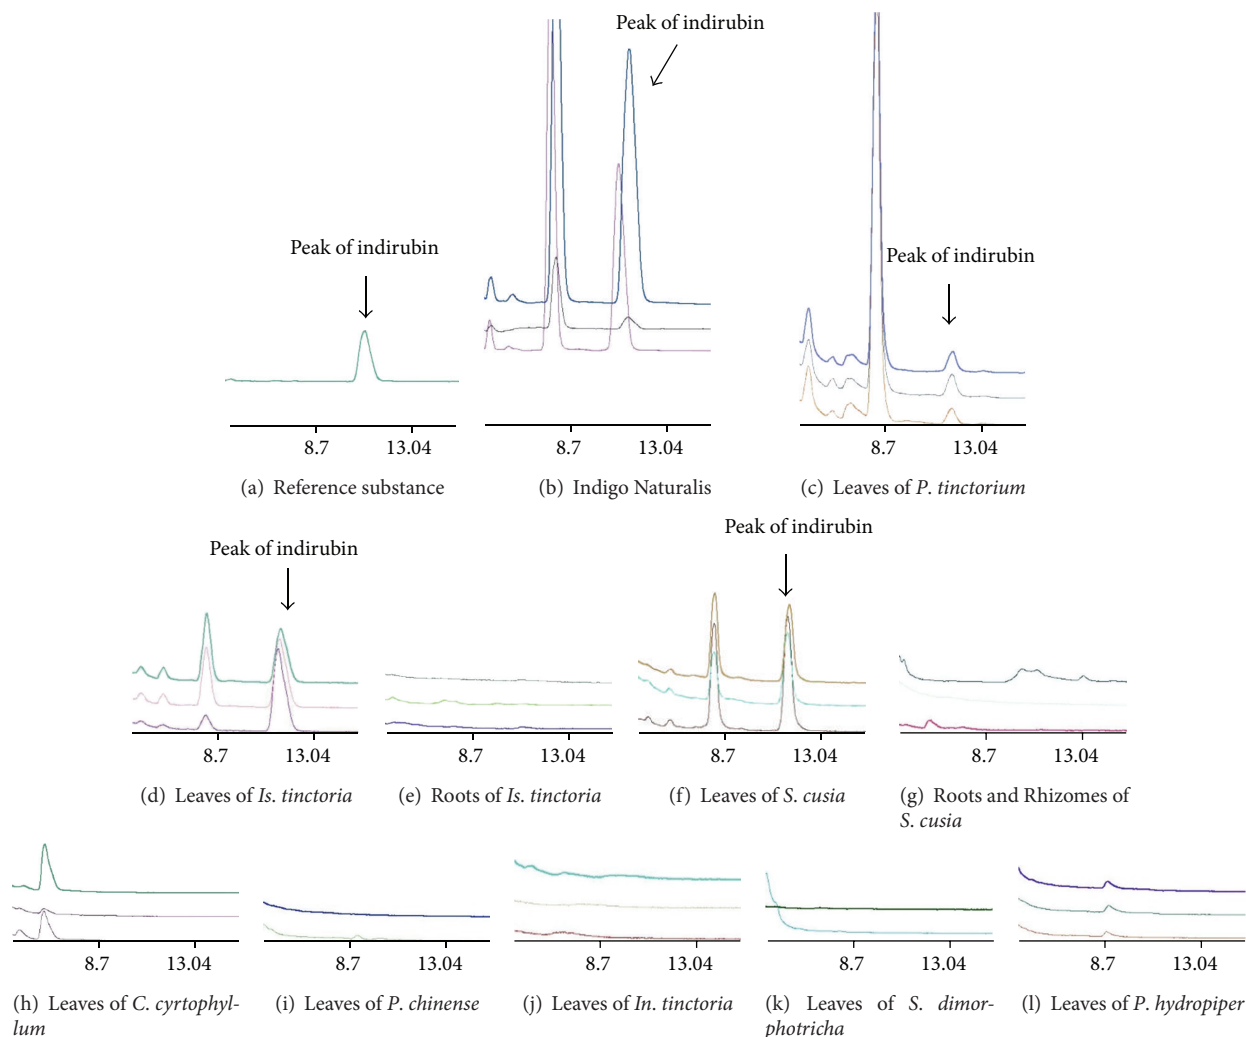 Peak of indirubin
Peak of indirubin
Peak of indirubin
8.7 13.04
8.7 13.04
8.7 13.04
(a) Reference substance
(b) Indigo Naturalis
(c) Leaves of P. tinctorium
Peak of indirubin
Peak of indirubin
8.7 13.04
8.7 13.04
8.7 13.04
8.7 13.04
(d) Leaves of Is. tinctoria
(e) Roots of Is. tinctoria
(f) Leaves of S. cusia
(g) Roots and Rhizomes of
S. cusia
8.7 13.04
8.7 13.04
8.7 13.04
8.7 13.04
8.7 13.04
(h) Leaves of C. cyrtophyl-
lum
(i) Leaves of P. chinense
(j) Leaves of In. tinctoria
(k) Leaves of S. dimor-
photricha
(l) Leaves of P. hydropiper